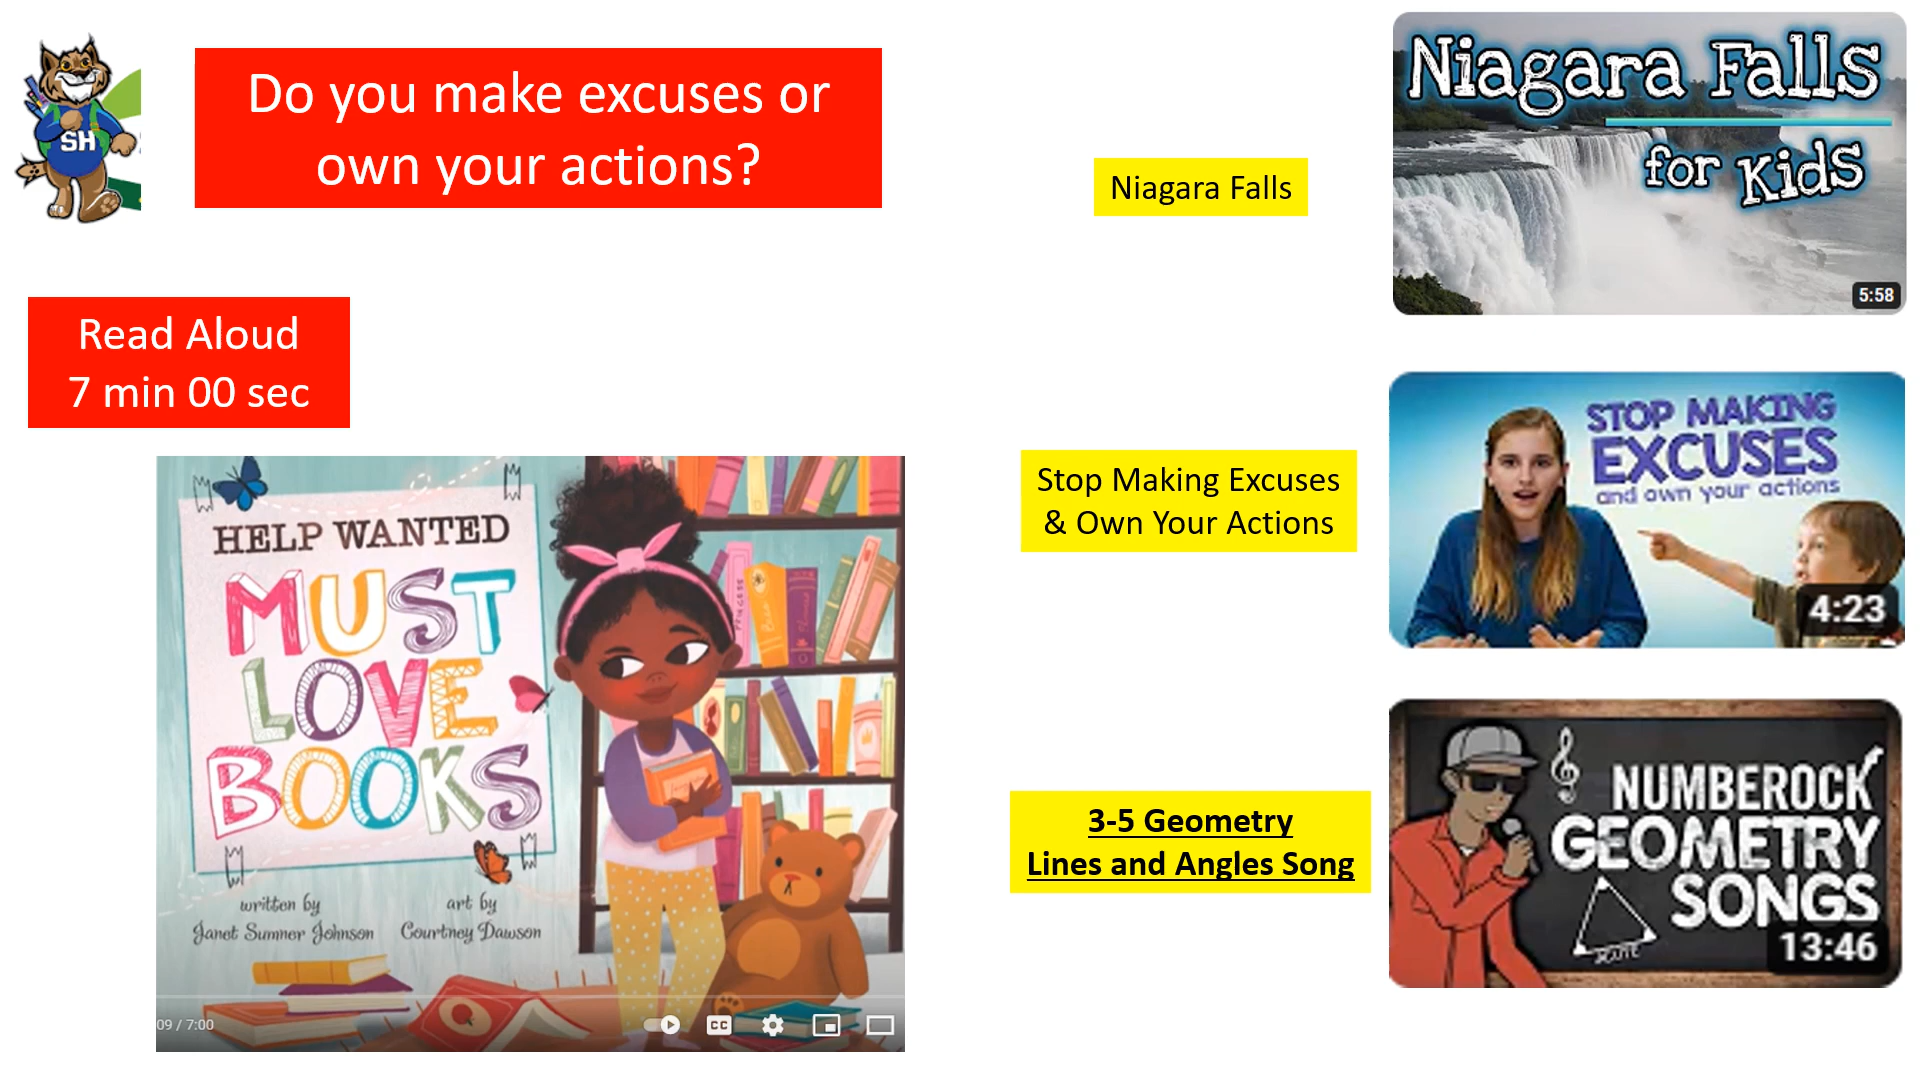 SH
Do you make excuses or
own your actions?
Read Aloud
7 min 00 sec
HELP WANTED
MUST
LOVE
BOOKS
PRINCESS
written by
Janet Sumner Johnson
art by
Courtney Dawson
09 / 7:00
CC
Niagara Falls
Niagara Falls
for Kids
5:58
Stop Making Excuses
& Own Your Actions
STOP MAKING
EXCUSES
and own your actions
4:23
3-5 Geometry
Lines and Angles Song
NUMBEROCK
GEOMETRY
SONGS
13:46